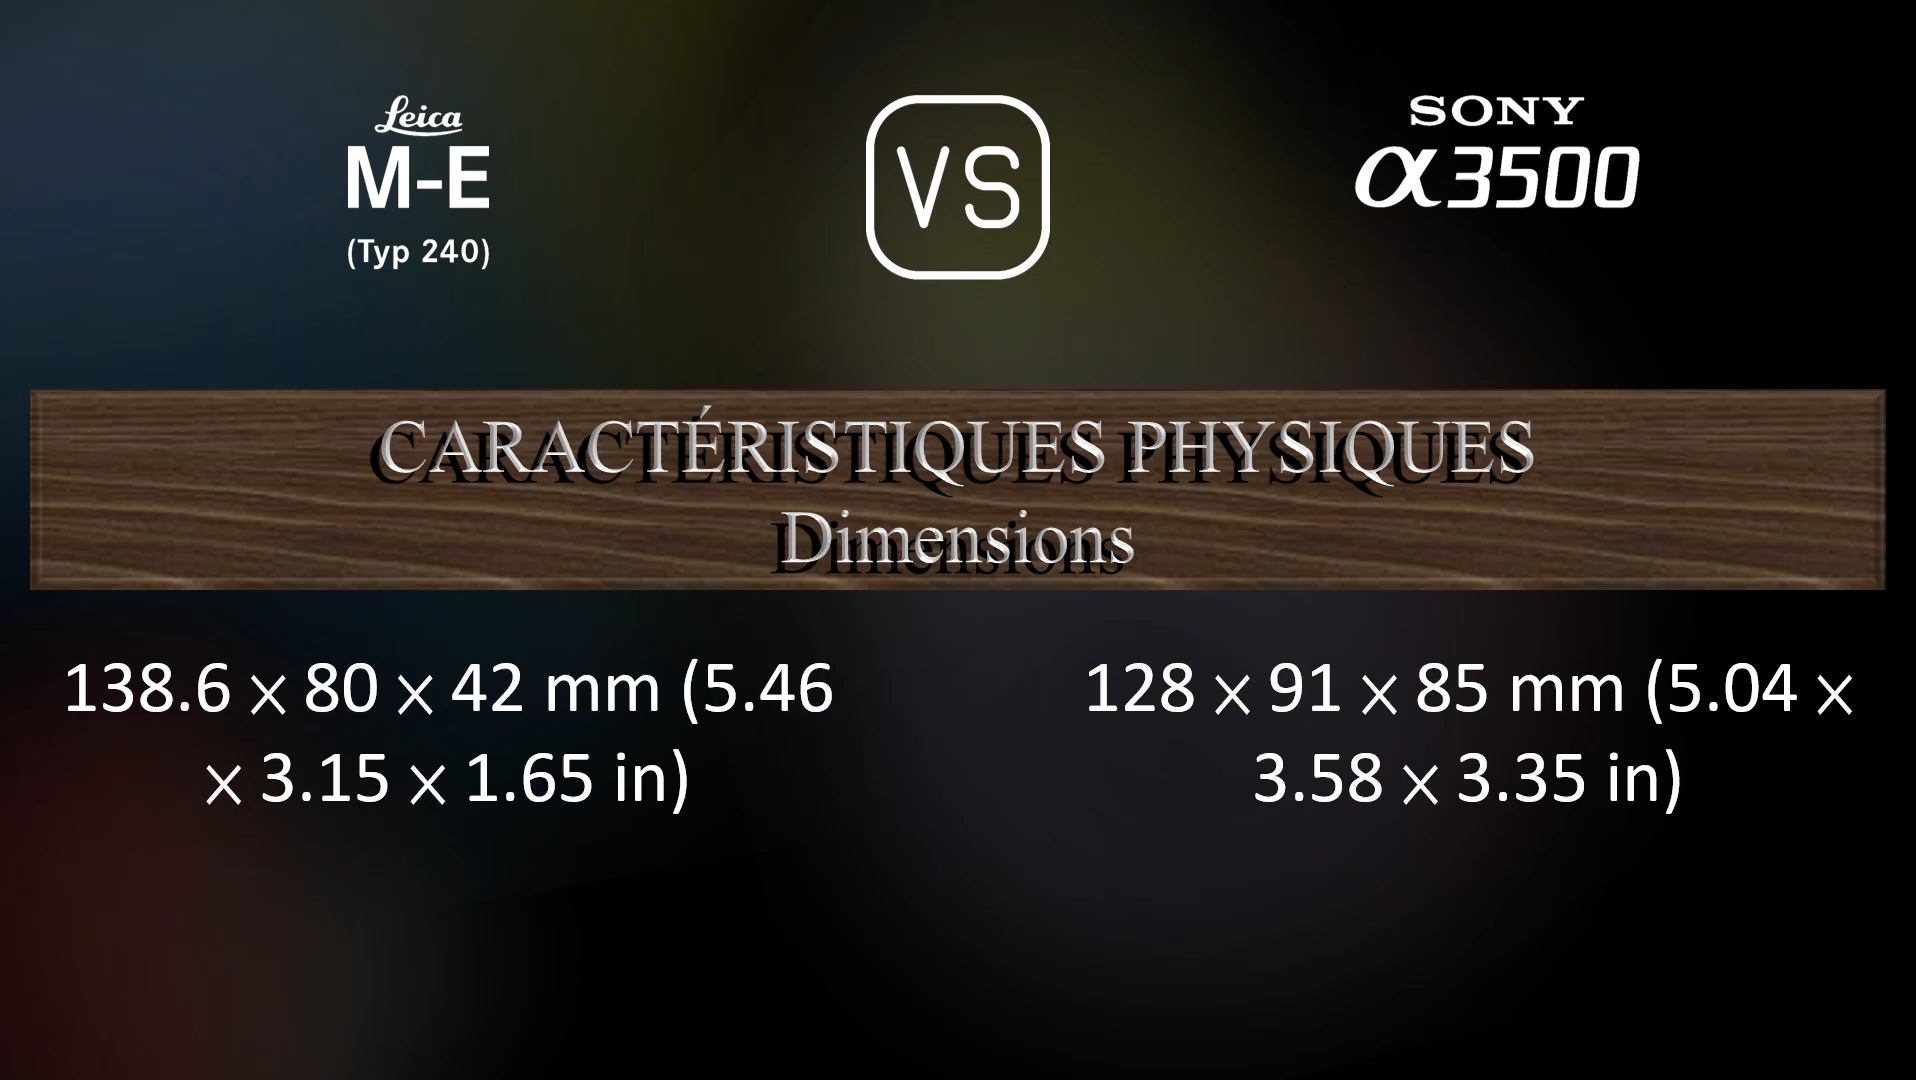 Leica
M-E
(Typ 240)
VS
SONY
α3500
CARACTÉRISTIQUES PHYSIQUES
Dimensions
138.6 x 80 x 42 mm (5.46
x 3.15 x 1.65 in)
128 x 91 x 85 mm (5.04 x
3.58 x 3.35 in)